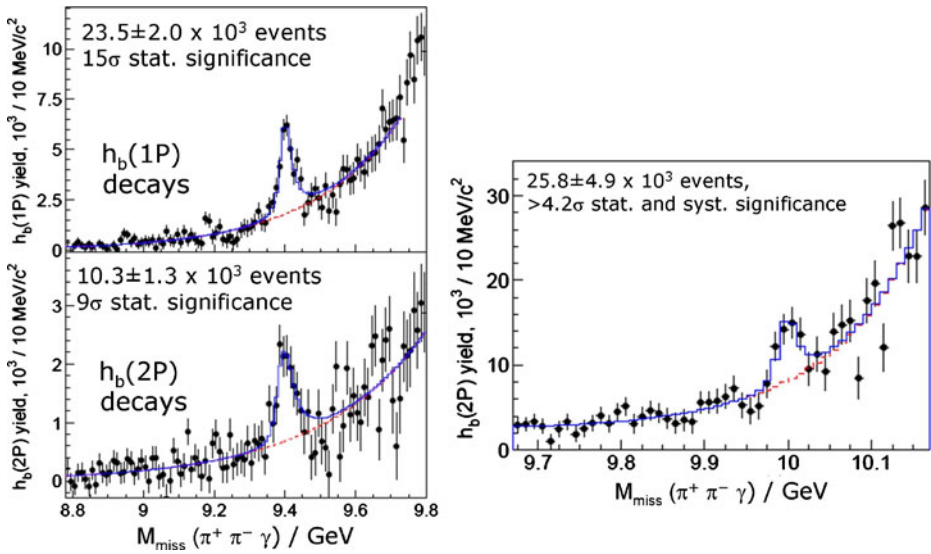 23.5±2.0 x 10³ events
15σ stat. significance
h_b(1P) yield, 10³ / 10 MeV/c²
10
7.5
5
2.5
0
h_b(1P)
decays
10.3±1.3 x 10³ events
9σ stat. significance
h_b(2P) yield, 10³ / 10 MeV/c²
3
2
1
0
h_b(2P)
decays
8.8 9 9.2 9.4 9.6 9.8
M_miss (π⁺ π⁻ γ) / GeV
25.8±4.9 x 10³ events,
>4.2σ stat. and syst. significance
h_b(2P) yield, 10³ / 10 MeV/c²
30
20
10
0
9.7 9.8 9.9 10 10.1
M_miss (π⁺ π⁻ γ) / GeV